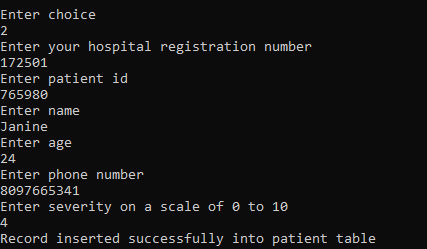 Enter choice
2
Enter your hospital registration number
172501
Enter patient id
765980
Enter name
Janine
Enter age
24
Enter phone number
8097665341
Enter severity on a scale of 0 to 10
4
Record inserted successfully into patient table